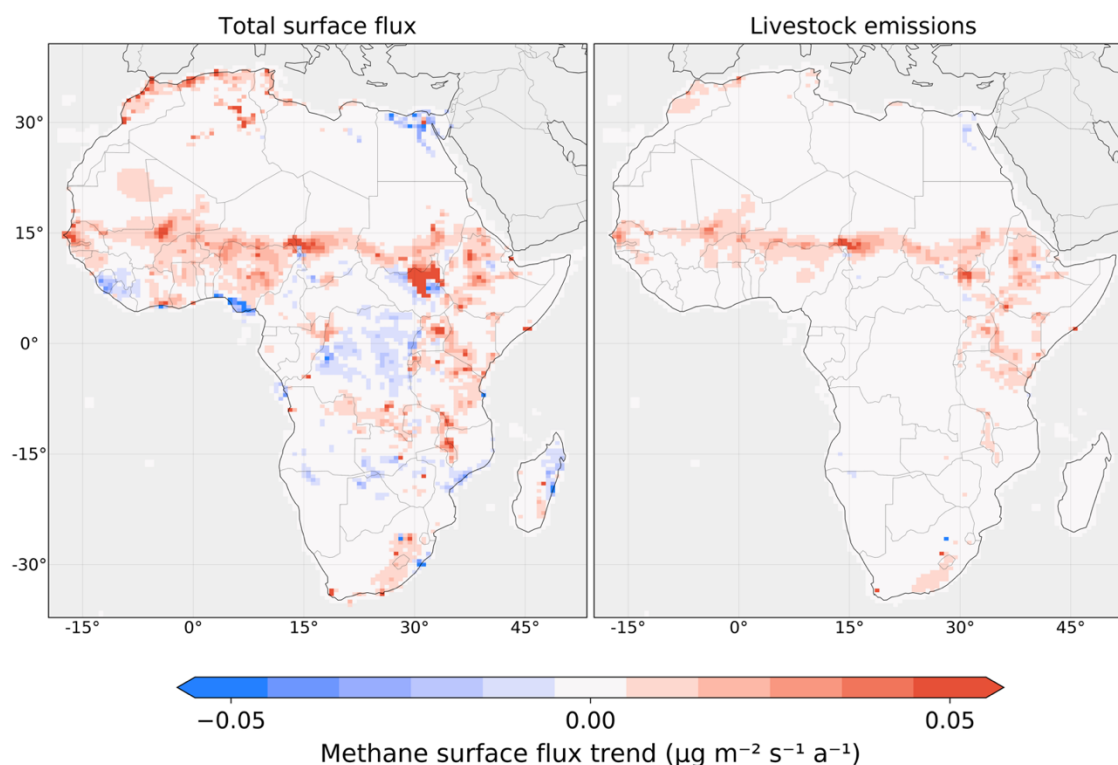 Total surface flux Livestock emissions
30°
15°
0°
-15°
-30°
-15° 0° 15° 30° 45° -15° 0° 15° 30° 45°
−0.05 0.00 0.05
Methane surface flux trend (µg m⁻² s⁻¹ a⁻¹)